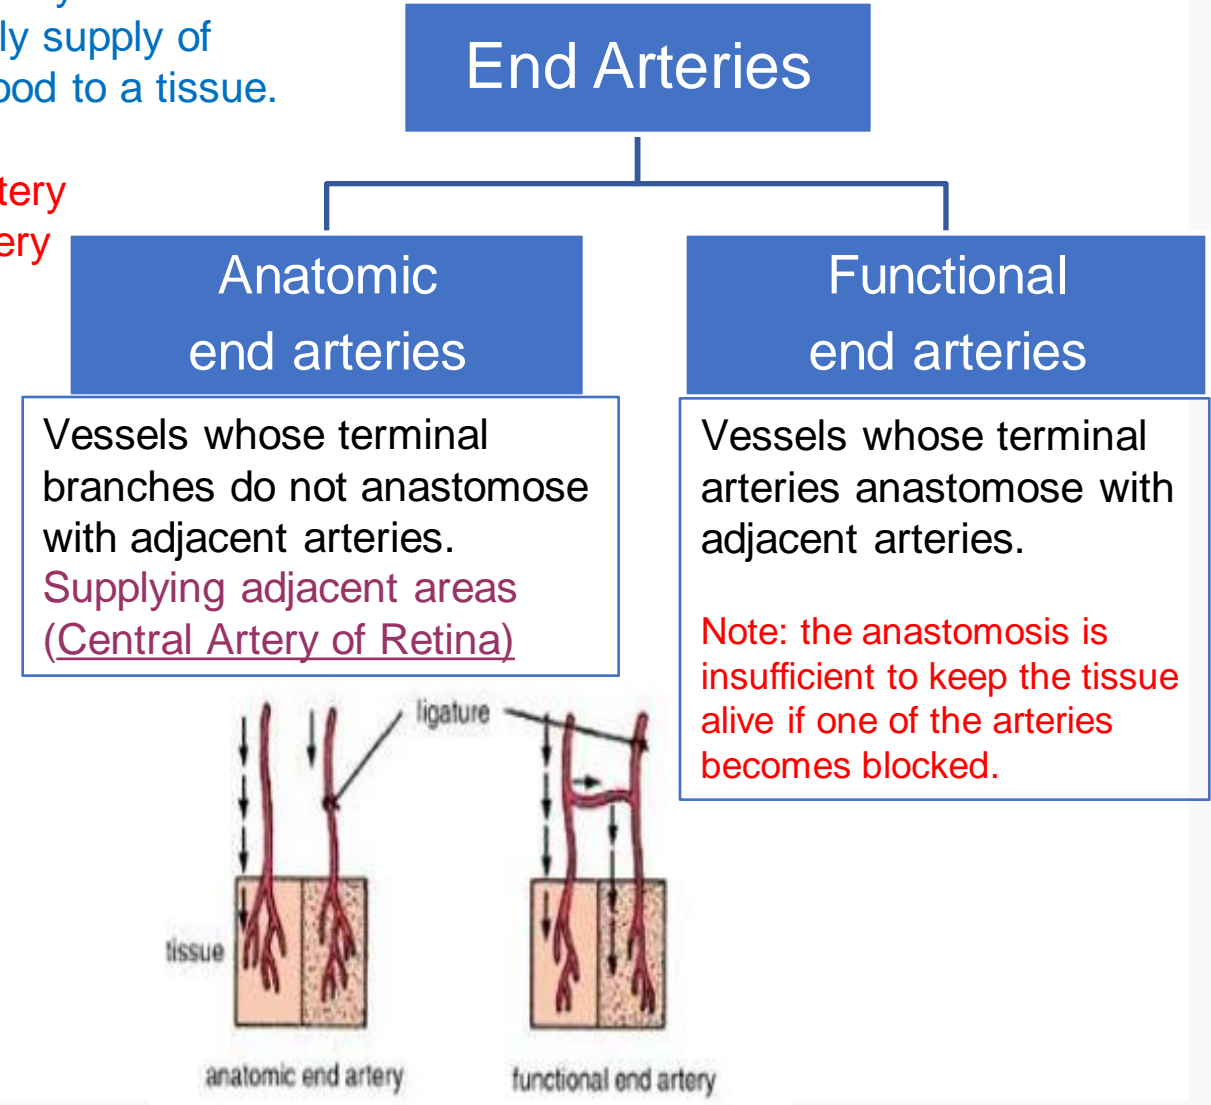 ly supply of
ood to a tissue.
tery
ery
End Arteries
Anatomic
end arteries
Vessels whose terminal
branches do not anastomose
with adjacent arteries.
Supplying adjacent areas
(Central Artery of Retina)
Functional
end arteries
Vessels whose terminal
arteries anastomose with
adjacent arteries.
Note: the anastomosis is
insufficient to keep the tissue
alive if one of the arteries
becomes blocked.
ligature
tissue
anatomic end artery
functional end artery